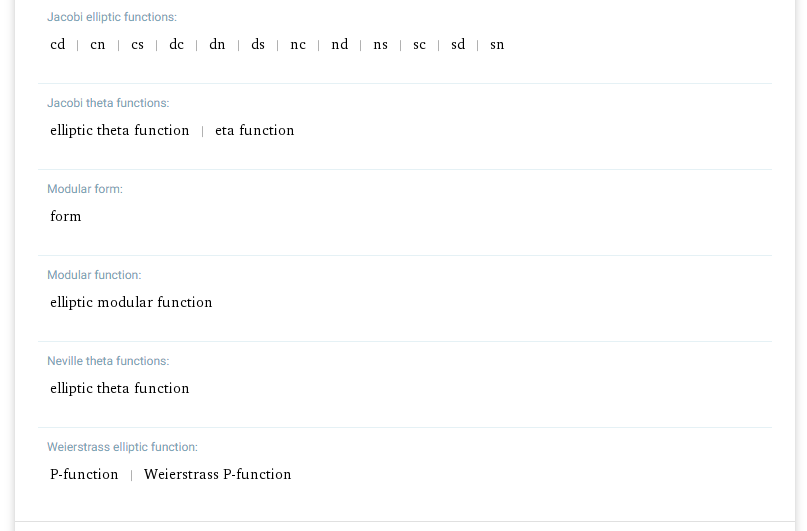 Jacobi elliptic functions:
cd | cn | cs | dc | dn | ds | nc | nd | ns | sc | sd | sn
Jacobi theta functions:
elliptic theta function | eta function
Modular form:
form
Modular function:
elliptic modular function
Neville theta functions:
elliptic theta function
Weierstrass elliptic function:
P-function | Weierstrass P-function